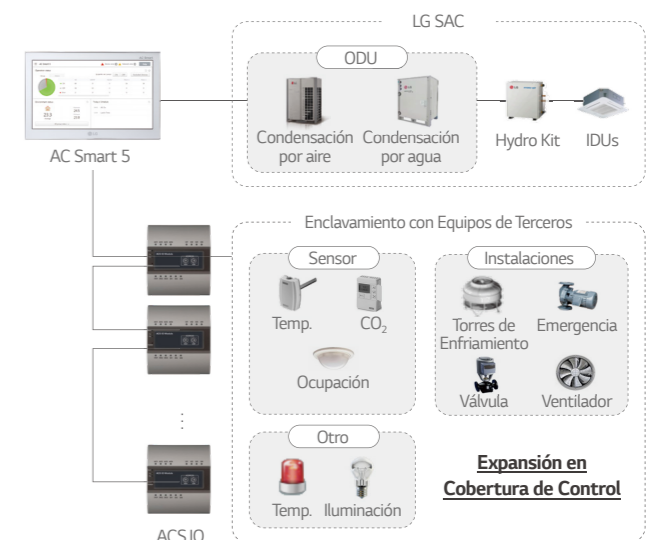 LG SAC
ODU
Condensación
por aire
Condensación
por agua
Hydro Kit
IDUs
AC Smart 5
Enclavamiento con Equipos de Terceros
Sensor
Temp.
CO₂
Ocupación
Instalaciones
Torres de
Enfriamiento
Emergencia
Válvula
Ventilador
Otro
Temp.
Iluminación
Expansión en
Cobertura de Control
ACS IO